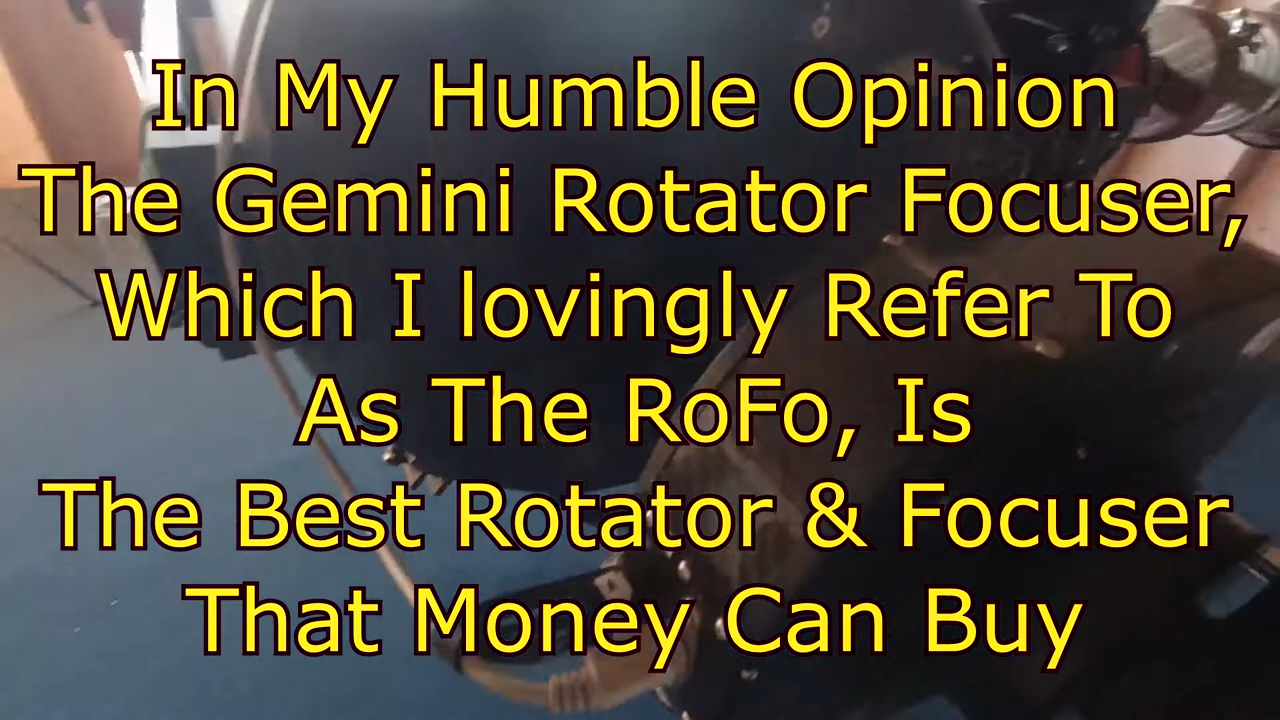 In My Humble Opinion
The Gemini Rotator Focuser,
Which I lovingly Refer To
As The RoFo, Is
The Best Rotator & Focuser
That Money Can Buy